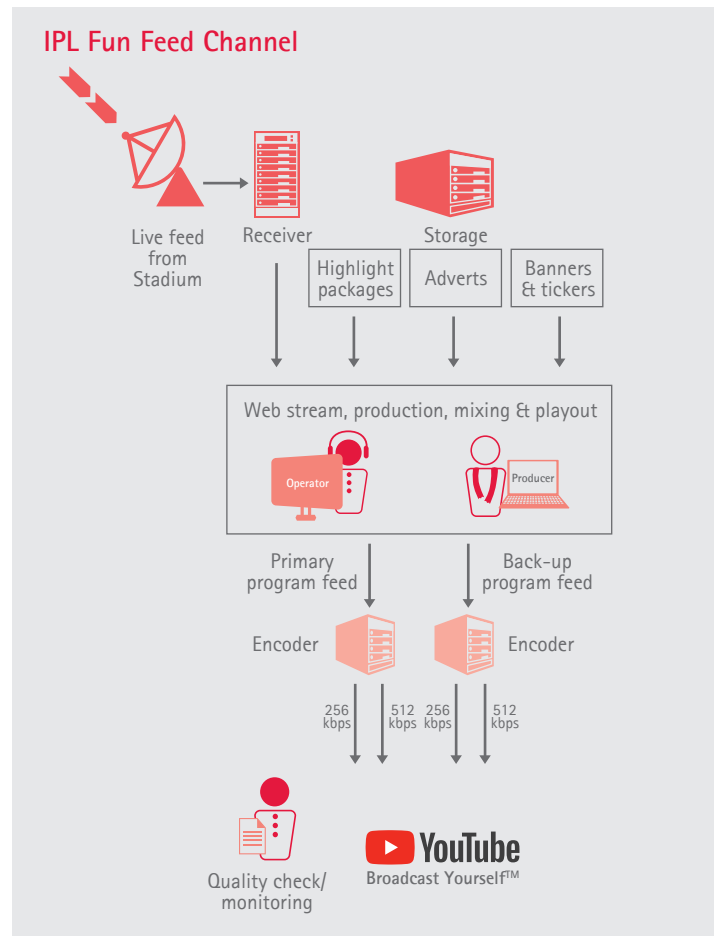 IPL Fun Feed Channel
Live feed
from
Stadium
Receiver
Storage
Highlight
packages
Adverts
Banners
& tickers
Web stream, production, mixing & playout
Operator
Producer
Primary
program feed
Back-up
program feed
Encoder
Encoder
256
kbps
512
kbps
256
kbps
512
kbps
Quality check/
monitoring
YouTube
Broadcast Yourself™